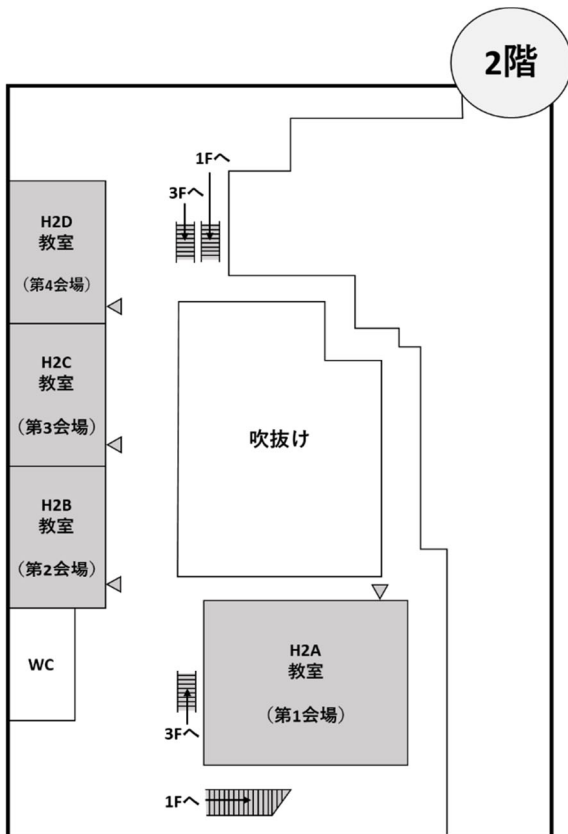 2階
1Fへ
3Fへ
H2D
教室
（第4会場）
H2C
教室
（第3会場）
吹抜け
H2B
教室
（第2会場）
WC
H2A
教室
（第1会場）
3Fへ
1Fへ